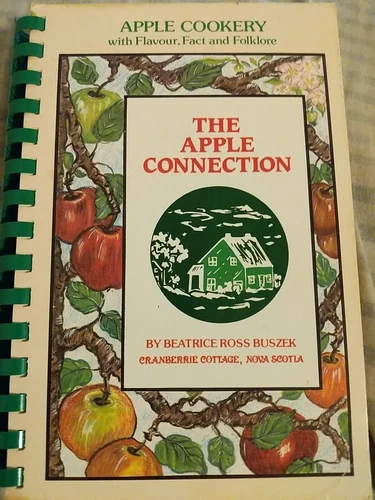 APPLE COOKERY
with Flavour, Fact and Folklore
THE
APPLE
CONNECTION
BY BEATRICE ROSS BUSZEK
CRANBERRIE COTTAGE, NOVA SCOTIA